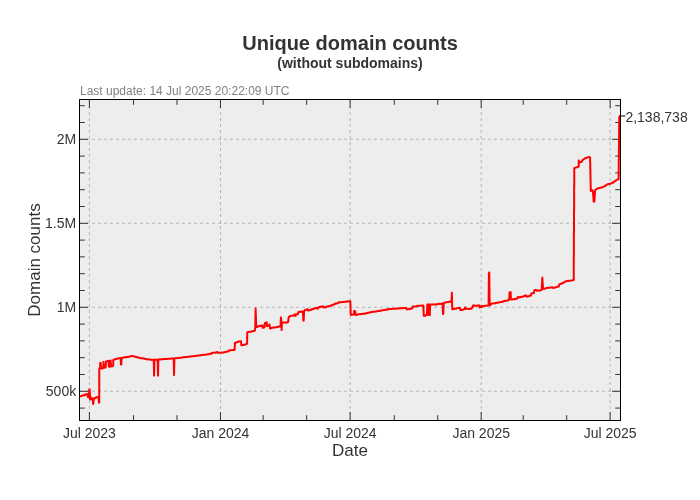 Unique domain counts
(without subdomains)
Last update: 14 Jul 2025 20:22:09 UTC
2,138,738
2M
1.5M
1M
500k
Domain counts
Jul 2023
Jan 2024
Jul 2024
Jan 2025
Jul 2025
Date